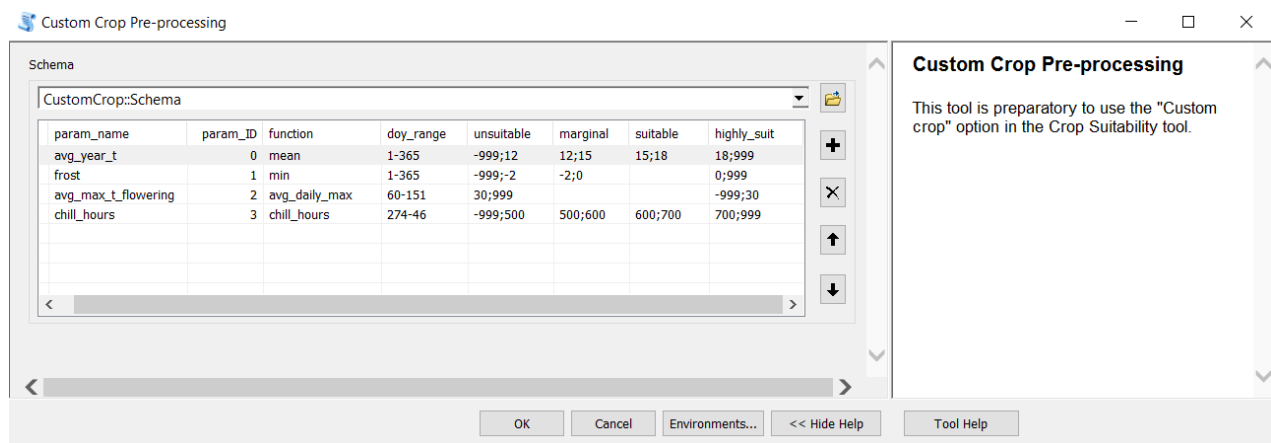 Custom Crop Pre-processing
Schema
CustomCrop::Schema
param_name param_ID function doy_range unsuitable marginal suitable highly_suit
avg_year_t 0 mean 1-365 -999;12 12;15 15;18 18;999
frost 1 min 1-365 -999;-2 -2;0 0;999
avg_max_t_flowering 2 avg_daily_max 60-151 30;999 -999;30
chill_hours 3 chill_hours 274-46 -999;500 500;600 600;700 700;999
OK Cancel Environments... << Hide Help Tool Help
Custom Crop Pre-processing
This tool is preparatory to use the "Custom
crop" option in the Crop Suitability tool.